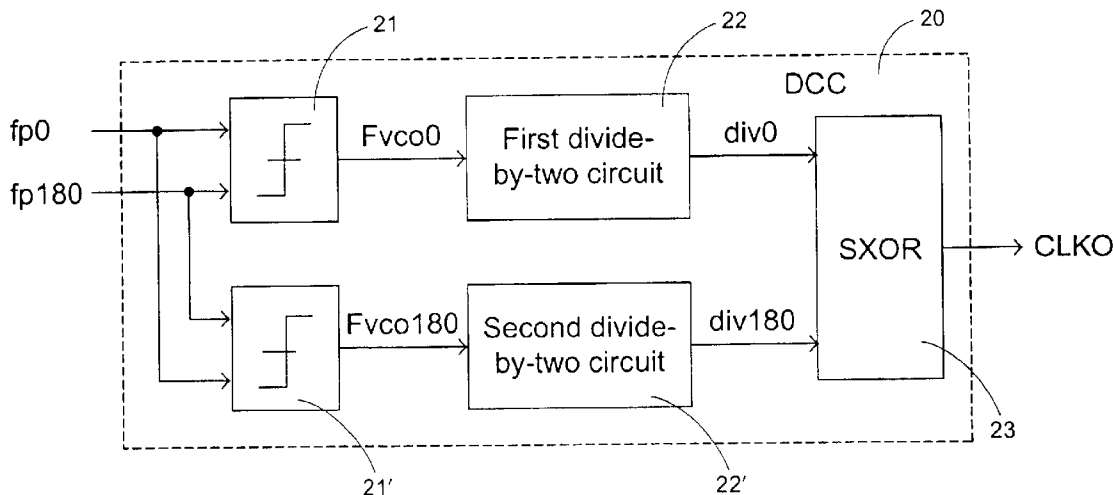 21
22
20
DCC
fp0
Fvco0
First divide-
by-two circuit
div0
fp180
SXOR
CLKO
Fvco180
Second divide-
by-two circuit
div180
23
21'
22'